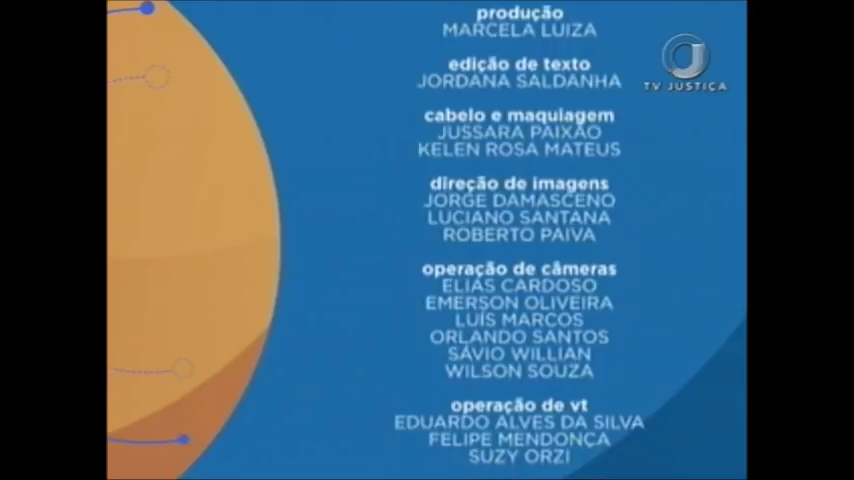 produção
MARCELA LUIZA
edição de texto
JORDANA SALDANHA
TV JUSTIÇA
cabelo e maquiagem
JUSSARA PAIXÃO
KELEN ROSA MATEUS
direção de imagens
JORGE DAMASCENO
LUCIANO SANTANA
ROBERTO PAIVA
operação de câmeras
ELIAS CARDOSO
EMERSON OLIVEIRA
LUÍS MARCOS
ORLANDO SANTOS
SÁVIO WILLIAN
WILSON SOUZA
operação de vt
EDUARDO ALVES DA SILVA
FELIPE MENDONÇA
SUZY ORZI